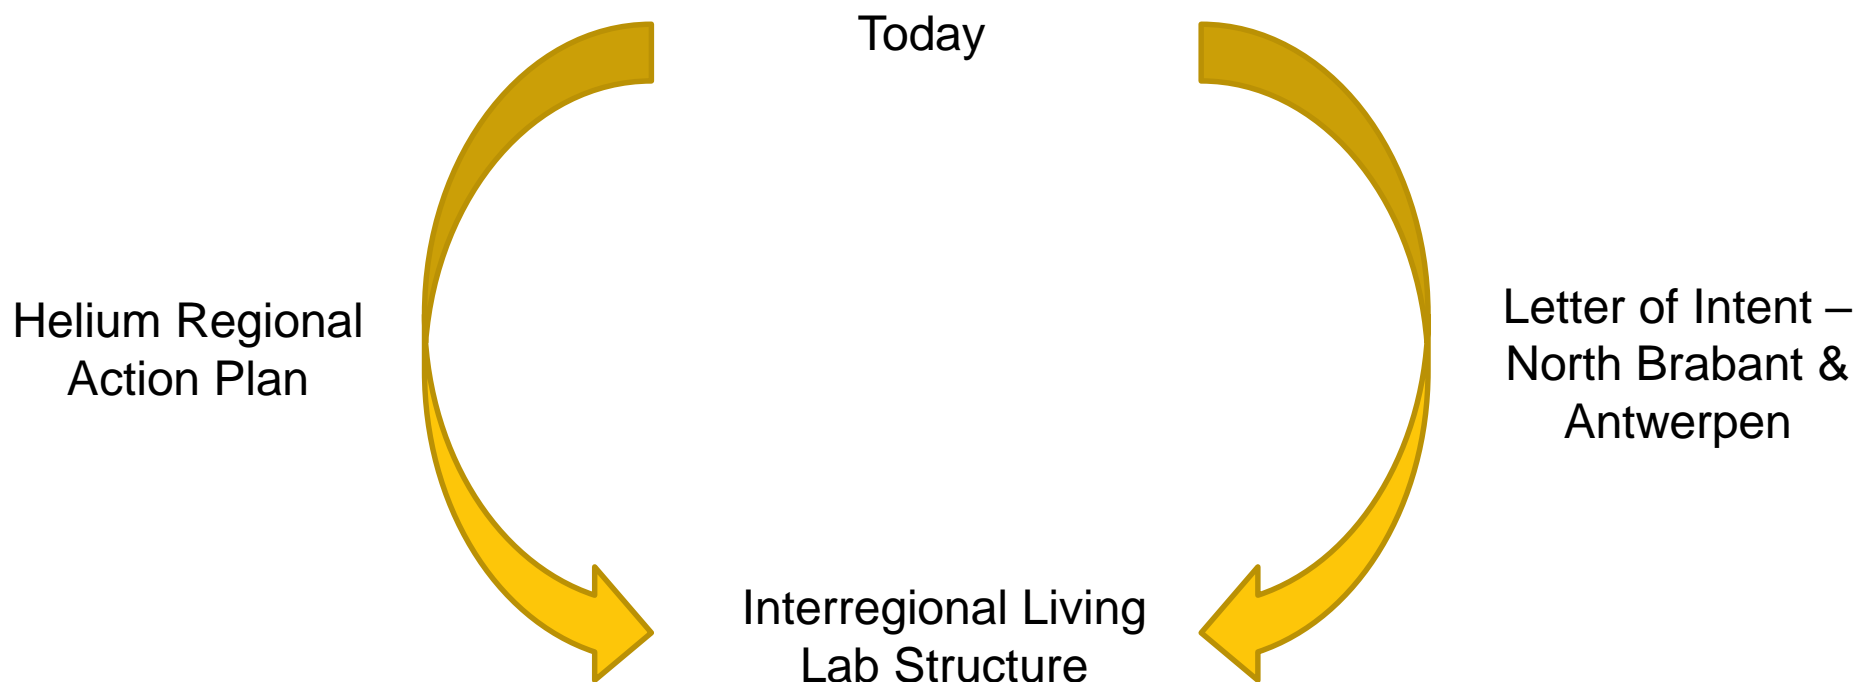 Today
Helium Regional
Action Plan
Letter of Intent –
North Brabant &
Antwerpen
Interregional Living
Lab Structure